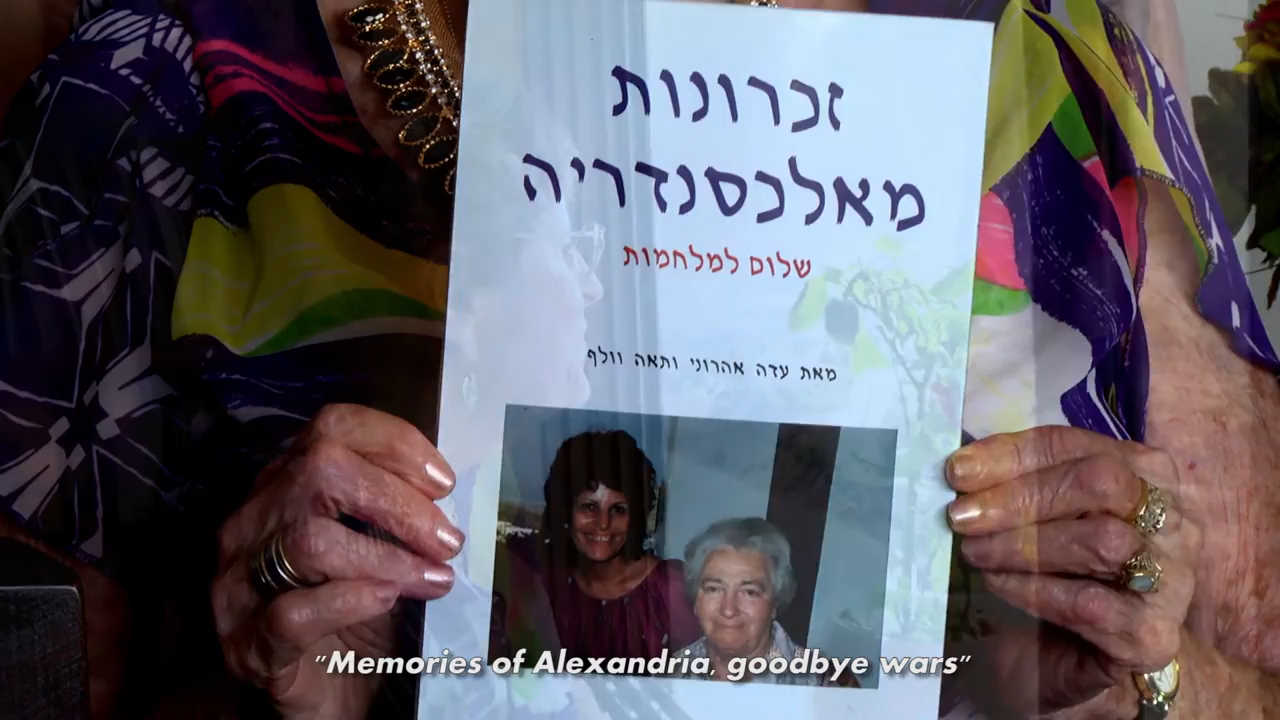 זכרונות
מאלכסנדריה
שלום למלחמות
מאת עדה אהרוני ותאה וולף
"Memories of Alexandria, goodbye wars"